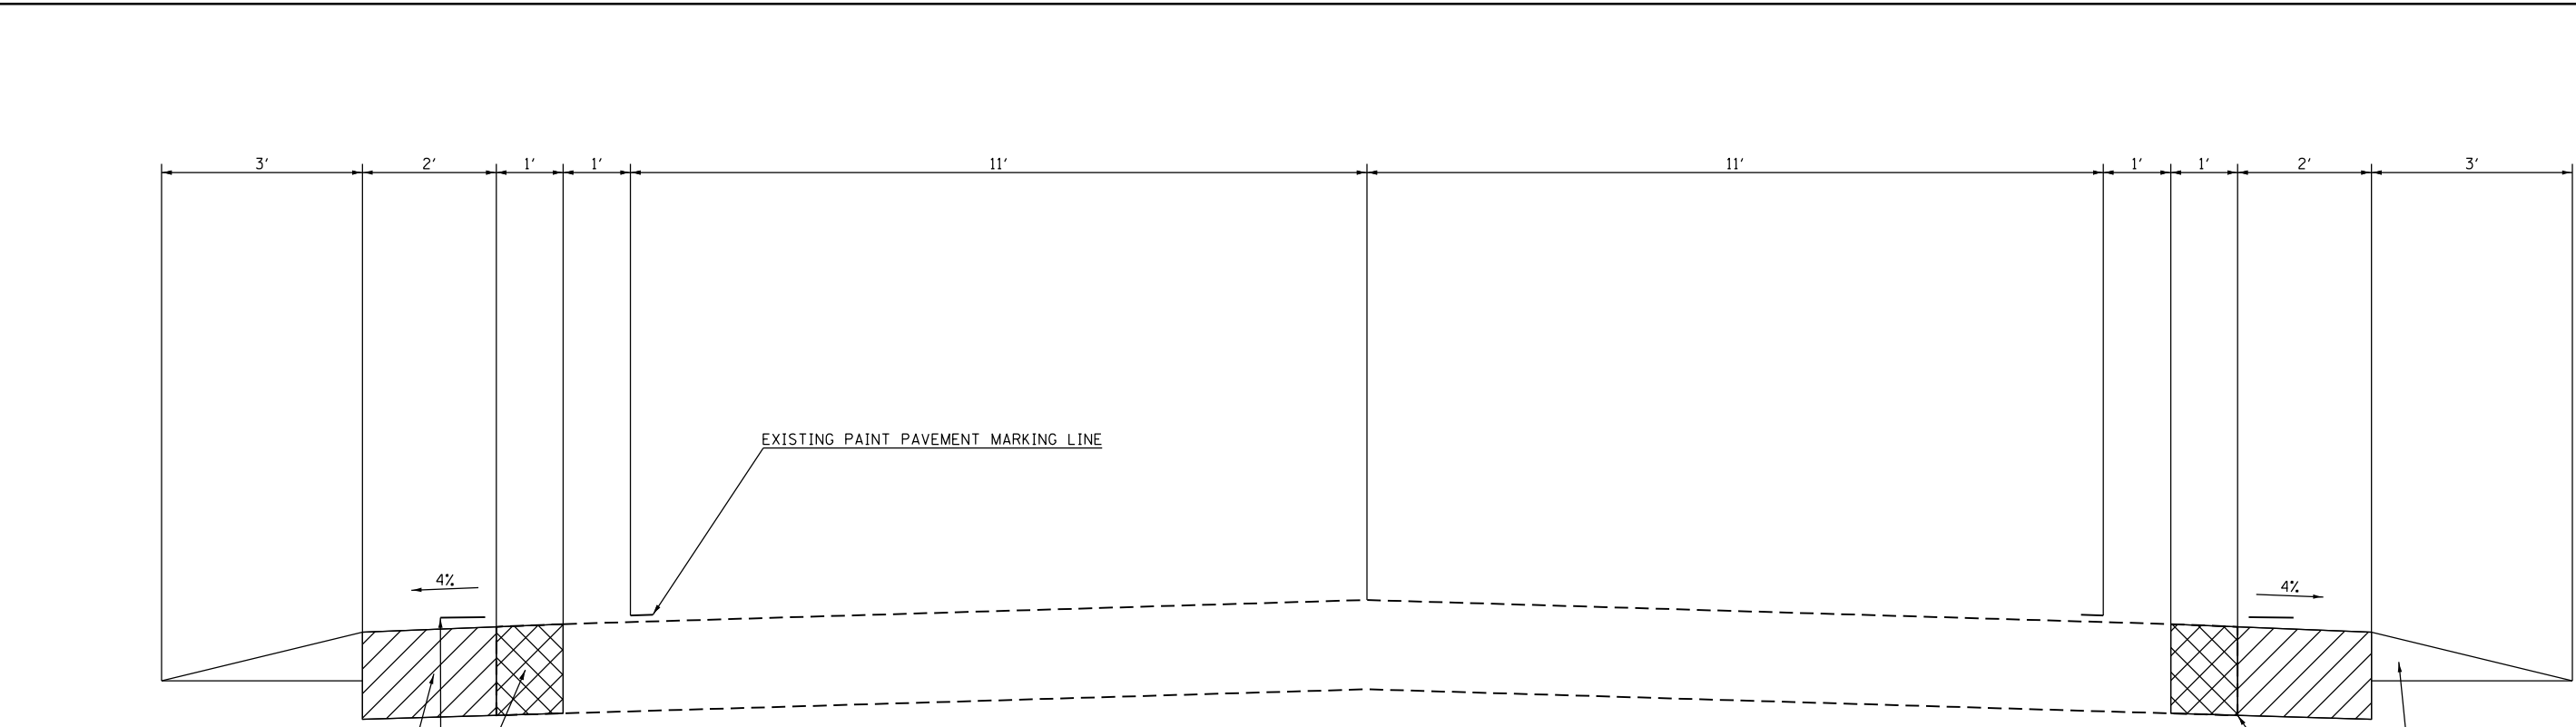 3' 2' 1' 1' 11' 11' 1' 1' 2' 3'
EXISTING PAINT PAVEMENT MARKING LINE
4% 4%